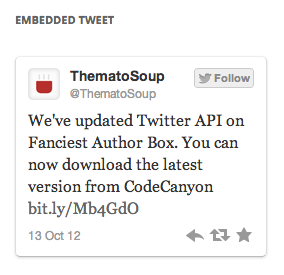 EMBEDDED TWEET
ThematoSoup
Follow
@ThematoSoup
We've updated Twitter API on
Fanciest Author Box. You can
now download the latest
version from CodeCanyon
bit.ly/Mb4GdO
13 Oct 12